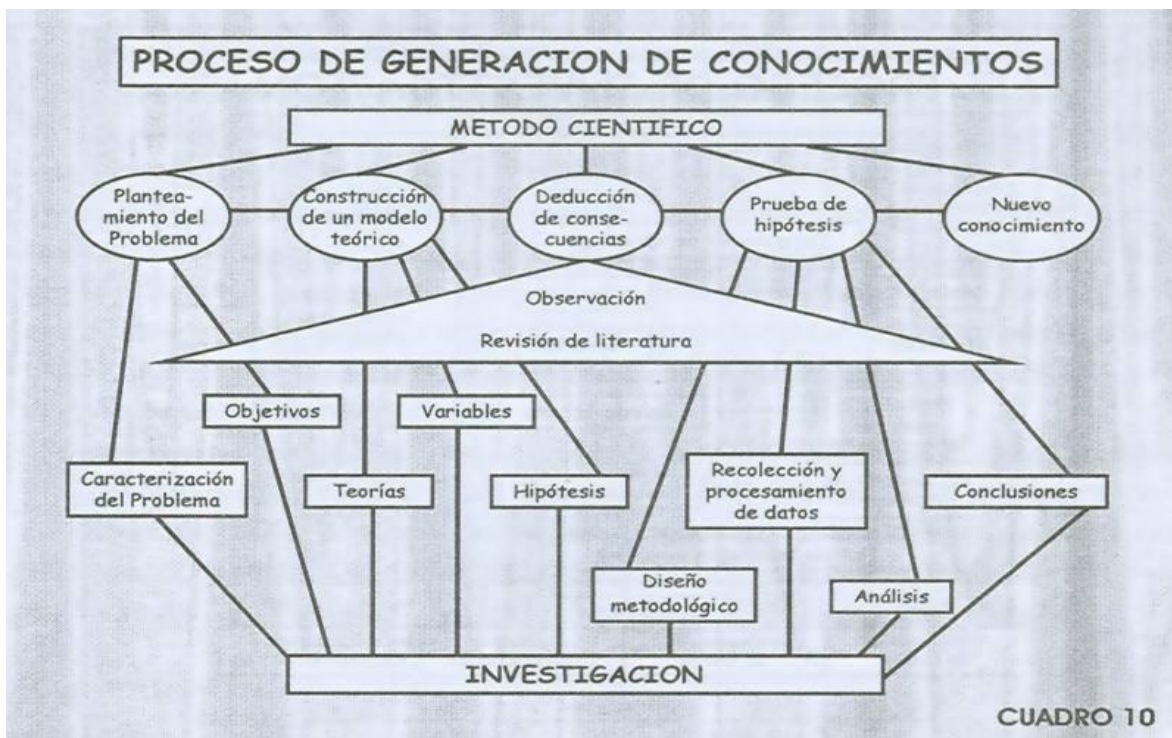 PROCESO DE GENERACION DE CONOCIMIENTOS
METODO CIENTIFICO
Plantea-
miento del
Problema
Construcción
de un modelo
teórico
Deducción
de conse-
cuencias
Prueba de
hipótesis
Nuevo
conocimiento
Observación
Revisión de literatura
Objetivos
Variables
Caracterización
del Problema
Teorías
Hipótesis
Recolección y
procesamiento
de datos
Conclusiones
Diseño
metodológico
Análisis
INVESTIGACION
CUADRO 10